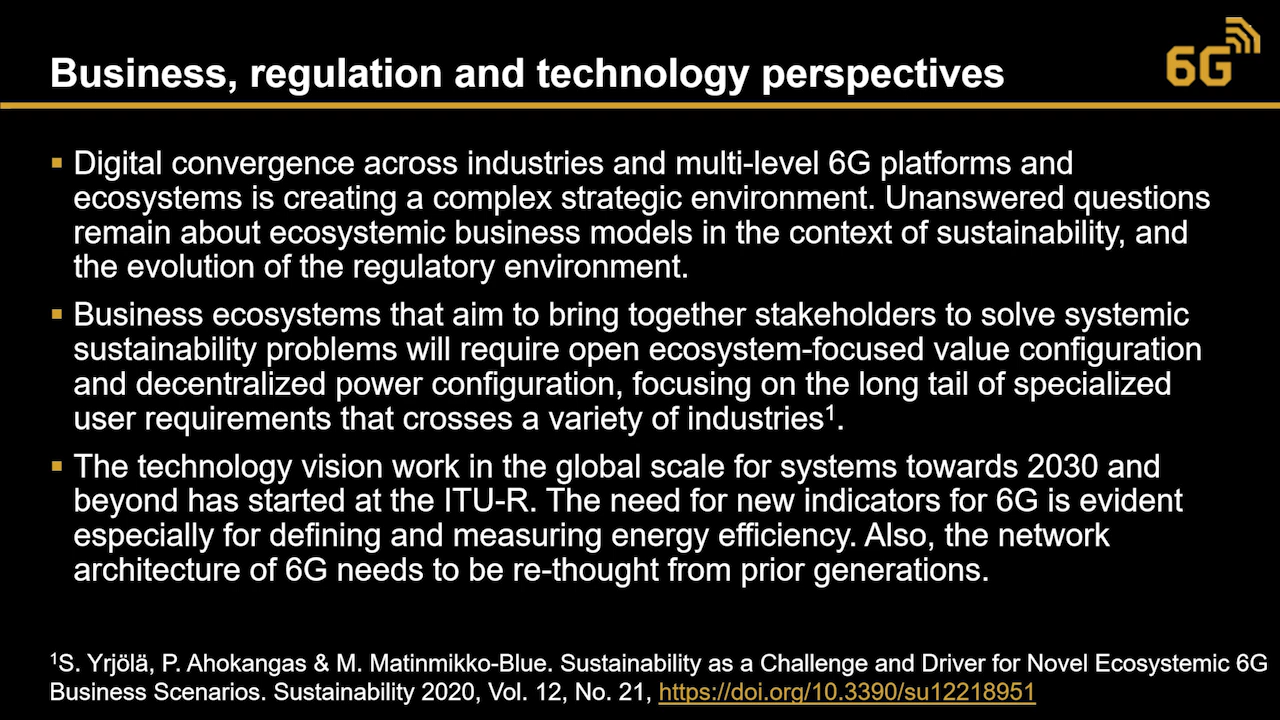 6G
Business, regulation and technology perspectives
▪ Digital convergence across industries and multi-level 6G platforms and
ecosystems is creating a complex strategic environment. Unanswered questions
remain about ecosystemic business models in the context of sustainability, and
the evolution of the regulatory environment.
▪ Business ecosystems that aim to bring together stakeholders to solve systemic
sustainability problems will require open ecosystem-focused value configuration
and decentralized power configuration, focusing on the long tail of specialized
user requirements that crosses a variety of industries¹.
▪ The technology vision work in the global scale for systems towards 2030 and
beyond has started at the ITU-R. The need for new indicators for 6G is evident
especially for defining and measuring energy efficiency. Also, the network
architecture of 6G needs to be re-thought from prior generations.
¹S. Yrjölä, P. Ahokangas & M. Matinmikko-Blue. Sustainability as a Challenge and Driver for Novel Ecosystemic 6G
Business Scenarios. Sustainability 2020, Vol. 12, No. 21, https://doi.org/10.3390/su12218951